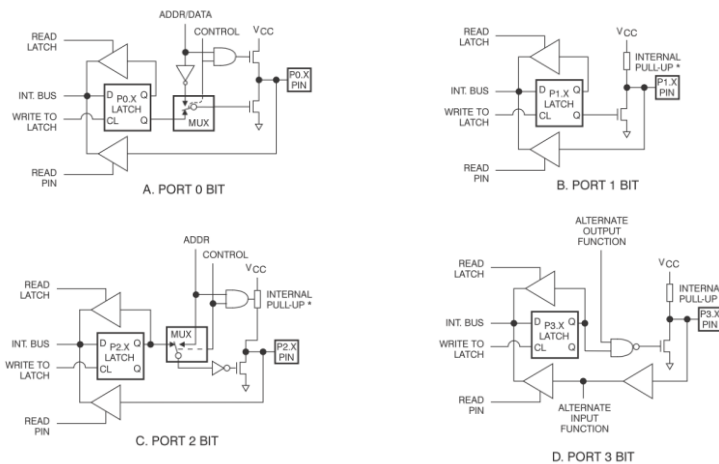 ADDR/DATA
CONTROL
VCC
READ
LATCH
INT. BUS
WRITE TO
LATCH
D
Q
P0.X
LATCH
CL
Q
MUX
P0.X
PIN
READ
PIN
A. PORT 0 BIT
VCC
READ
LATCH
INTERNAL
PULL-UP *
INT. BUS
WRITE TO
LATCH
D
Q
P1.X
LATCH
CL
Q
P1.X
PIN
READ
PIN
B. PORT 1 BIT
ADDR
CONTROL
VCC
READ
LATCH
INTERNAL
PULL-UP *
INT. BUS
WRITE TO
LATCH
D
Q
P2.X
LATCH
CL
Q
MUX
P2.X
PIN
READ
PIN
C. PORT 2 BIT
ALTERNATE
OUTPUT
FUNCTION
VCC
READ
LATCH
INTERNAL
PULL-UP
INT. BUS
WRITE TO
LATCH
D
Q
P3.X
LATCH
CL
Q
P3.X
PIN
READ
PIN
ALTERNATE
INPUT
FUNCTION
D. PORT 3 BIT